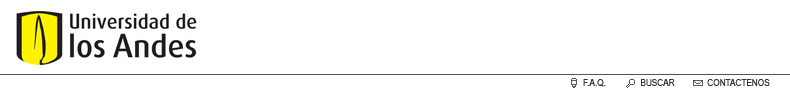 Universidad de
los Andes
F.A.Q. BUSCAR CONTACTENOS